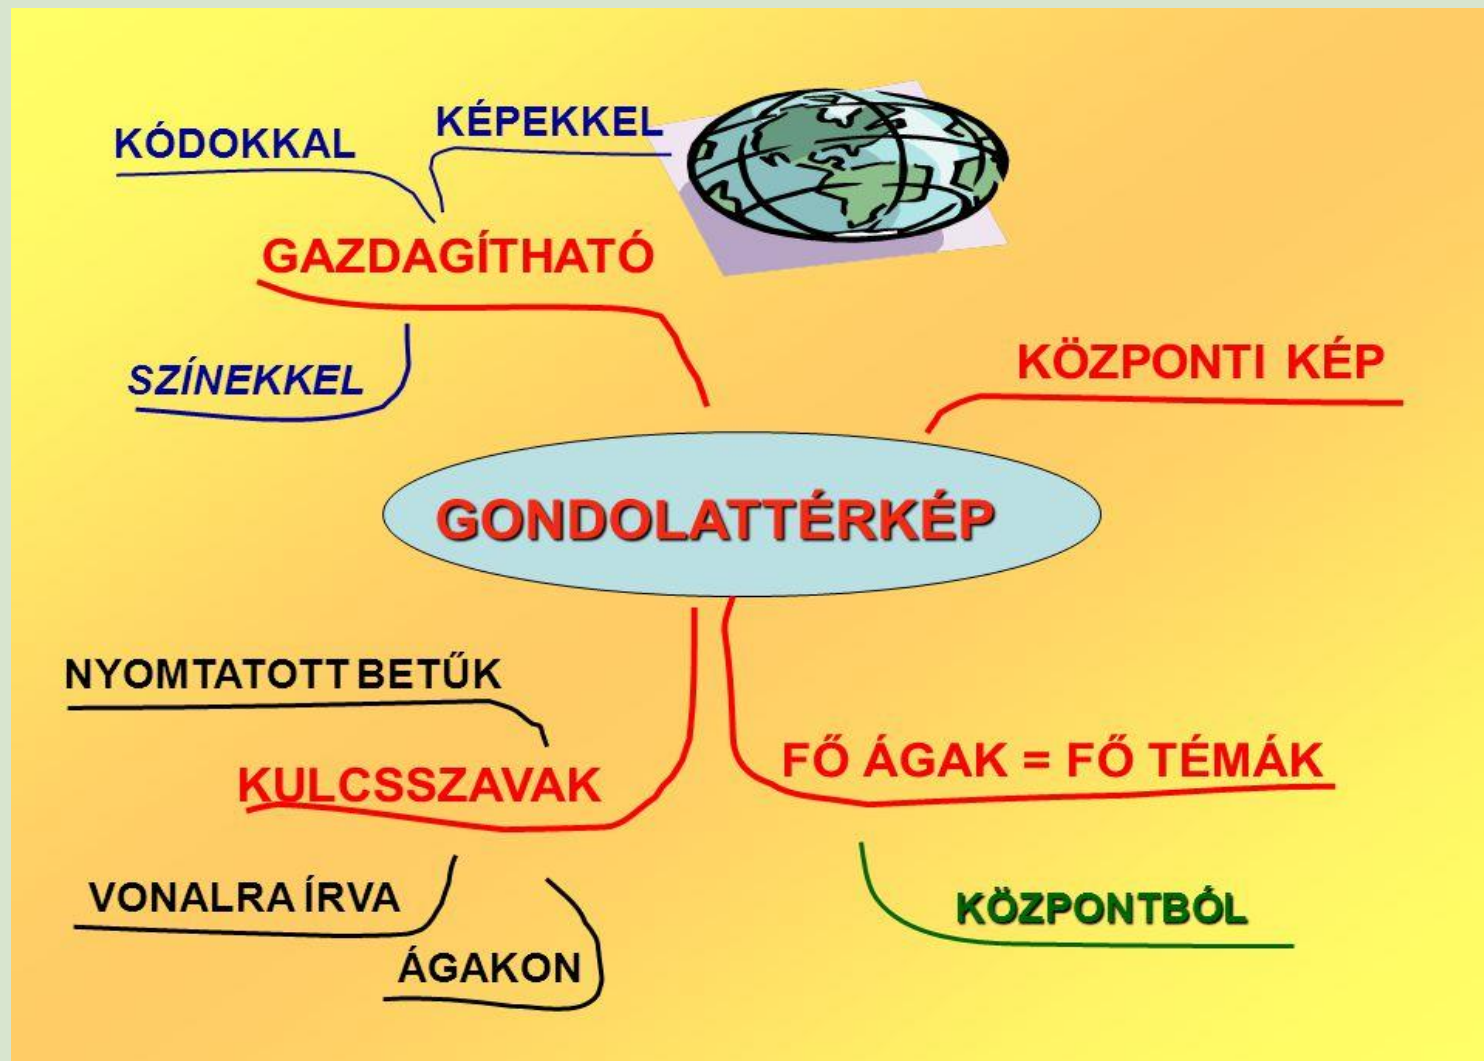 KÓDOKKAL
KÉPEKKEL
GAZDAGÍTHATÓ
SZÍNEKKEL
KÖZPONTI KÉP
GONDOLATTÉRKÉP
NYOMTATOTT BETŰK
KULCSSZAVAK
VONALRA ÍRVA
ÁGAKON
FŐ ÁGAK = FŐ TÉMÁK
KÖZPONTBÓL